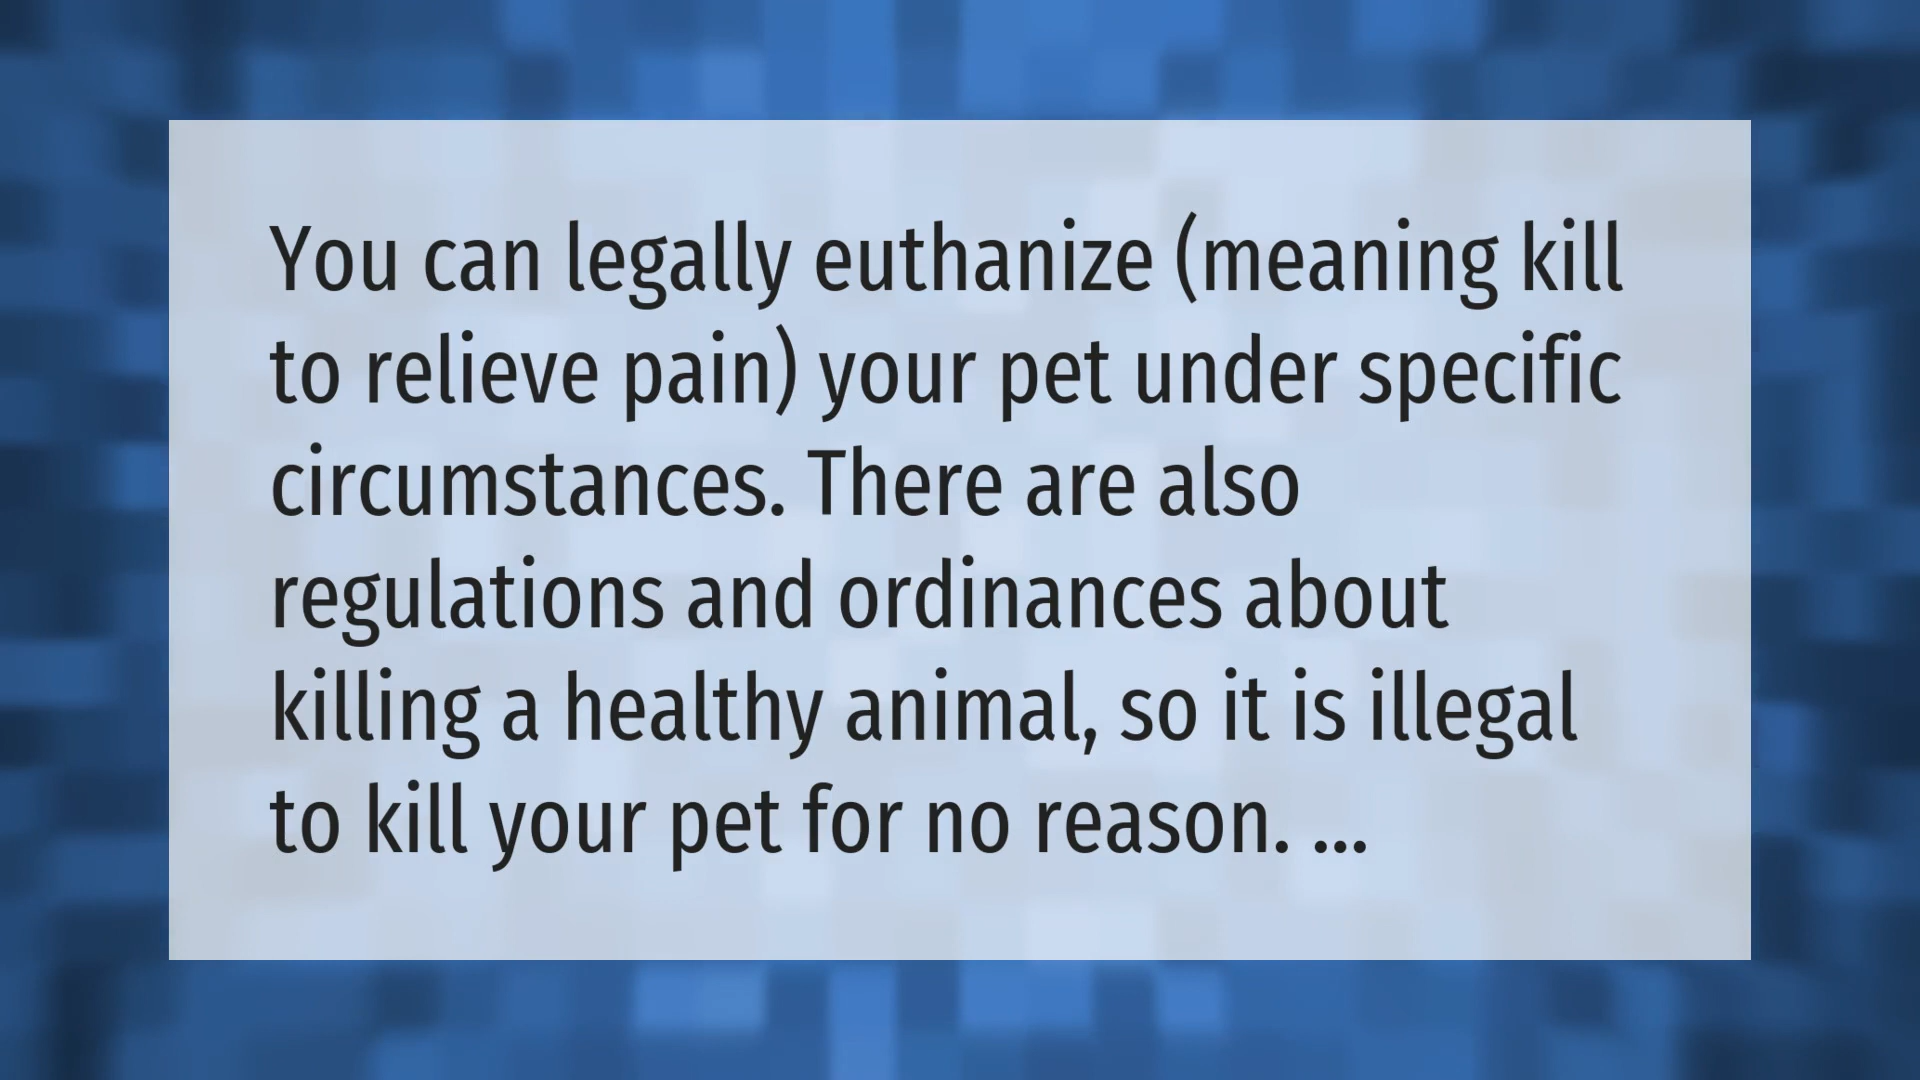 You can legally euthanize (meaning kill
to relieve pain) your pet under specific
circumstances. There are also
regulations and ordinances about
killing a healthy animal, so it is illegal
to kill your pet for no reason. ...